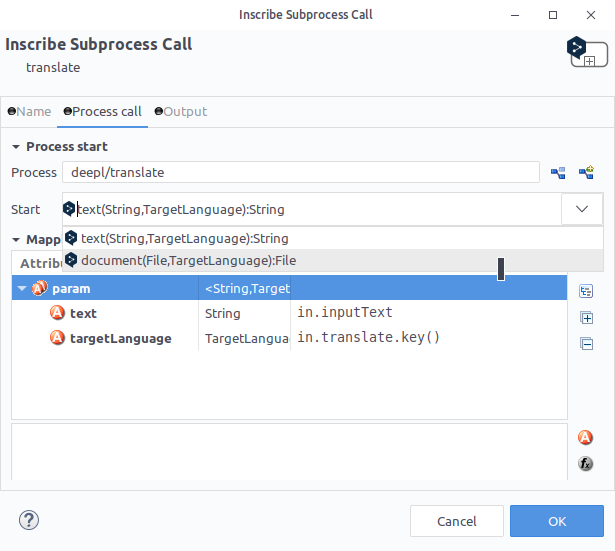 Inscribe Subprocess Call
Inscribe Subprocess Call
translate
Name Process call Output
Process start
Process deepl/translate
Start text(String,TargetLanguage):String
text(String,TargetLanguage):String
document(File,TargetLanguage):File
Mapp
Attrib
param <String,Target
text String in.inputText
targetLanguage TargetLangua in.translate.key()
A
fx
? Cancel OK